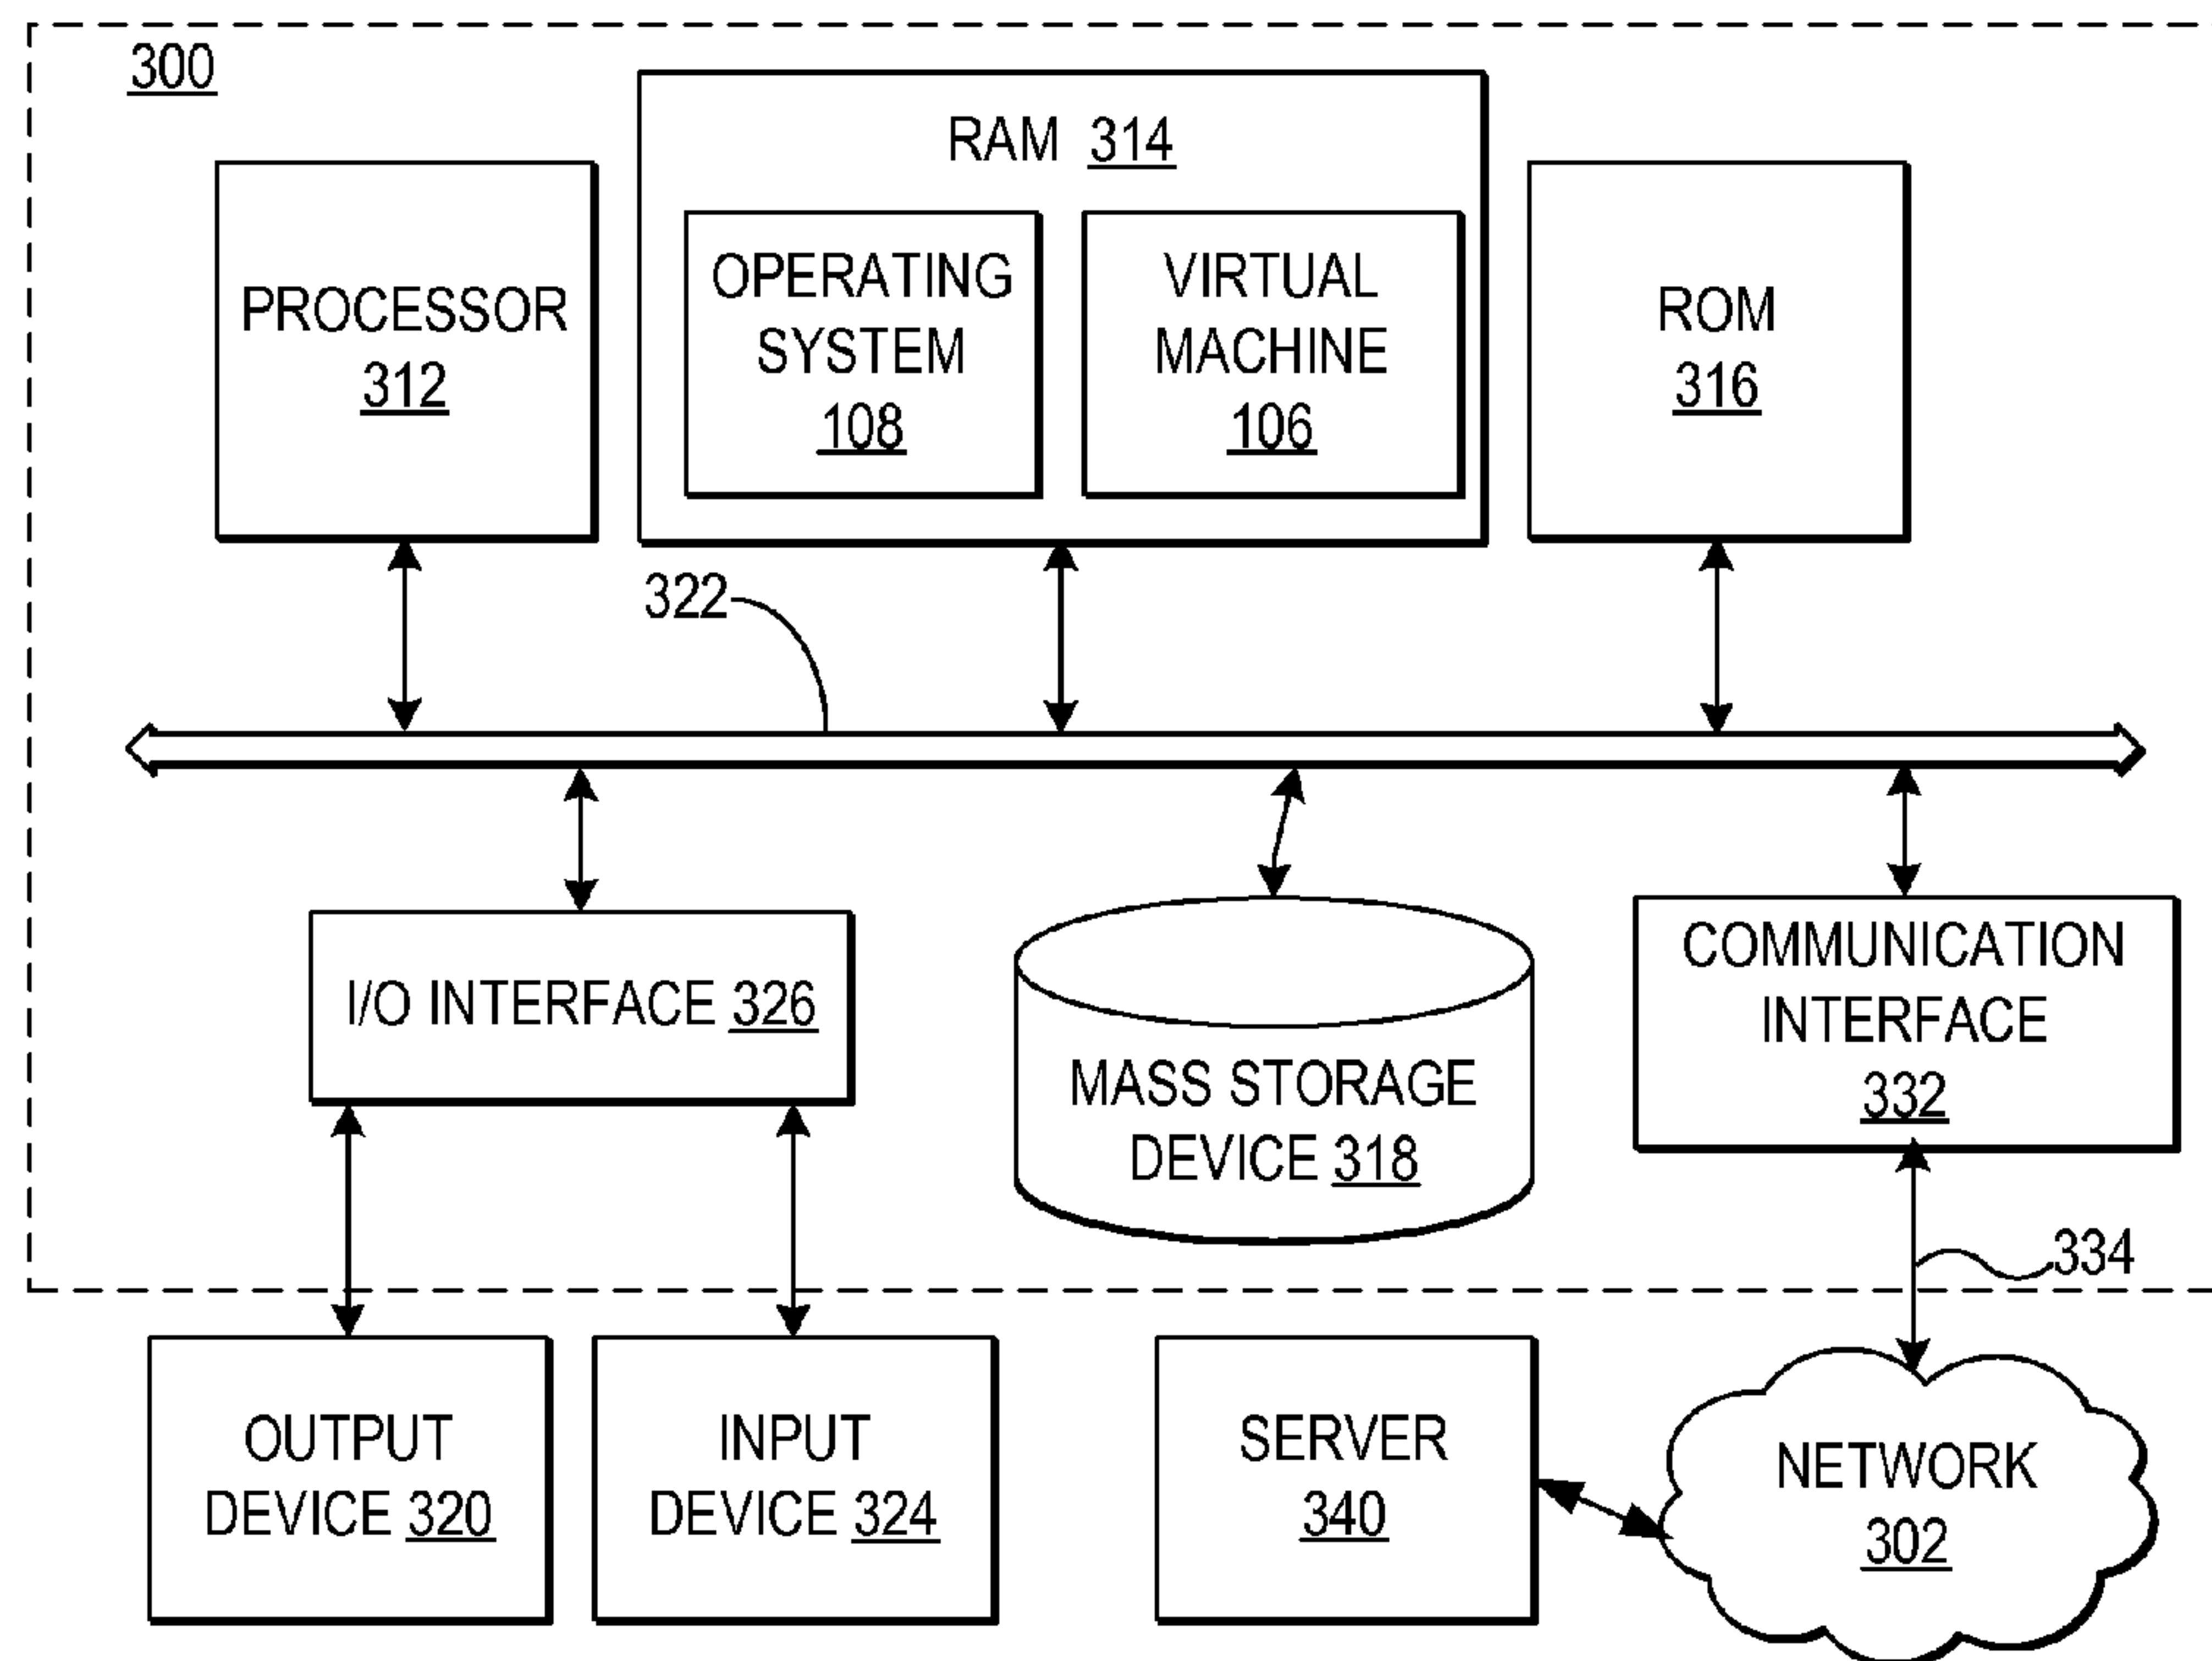 300
RAM 314
PROCESSOR
312
OPERATING
SYSTEM
108
VIRTUAL
MACHINE
106
ROM
316
322
I/O INTERFACE 326
MASS STORAGE
DEVICE 318
COMMUNICATION
INTERFACE
332
334
OUTPUT
DEVICE 320
INPUT
DEVICE 324
SERVER
340
NETWORK
302